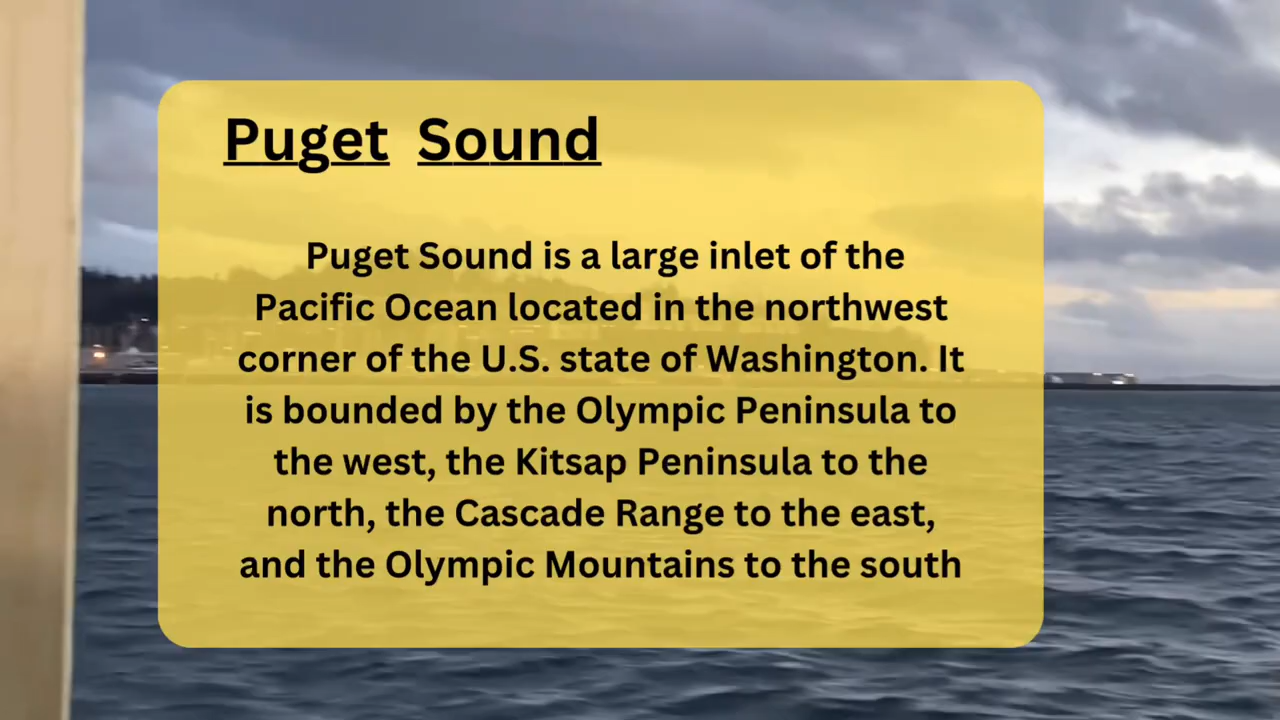 Puget Sound
Puget Sound is a large inlet of the
Pacific Ocean located in the northwest
corner of the U.S. state of Washington. It
is bounded by the Olympic Peninsula to
the west, the Kitsap Peninsula to the
north, the Cascade Range to the east,
and the Olympic Mountains to the south